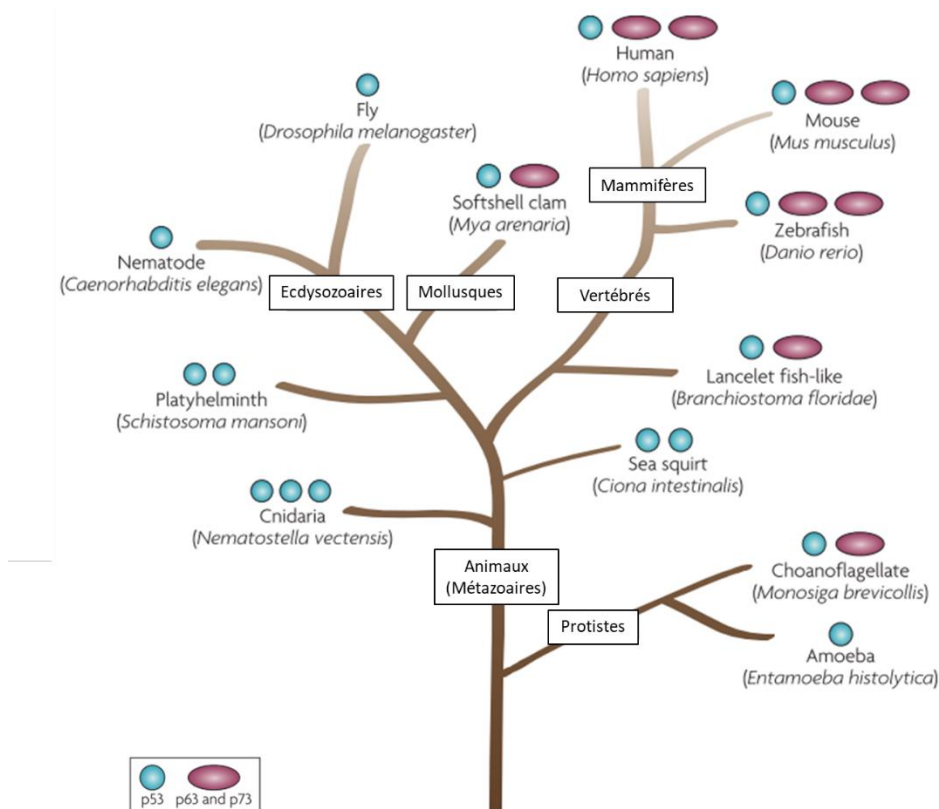 Human
(Homo sapiens)
Fly
(Drosophila melanogaster)
Mouse
(Mus musculus)
Mammifères
Softshell clam
(Mya arenaria)
Zebrafish
(Danio rerio)
Nematode
(Caenorhabditis elegans)
Ecdysozoaires
Mollusques
Vertébrés
Platyhelminth
(Schistosoma mansoni)
Lancelet fish-like
(Branchiostoma floridae)
Sea squirt
(Ciona intestinalis)
Cnidaria
(Nematostella vectensis)
Animaux
(Métazoaires)
Choanoflagellate
(Monosiga brevicollis)
Protistes
Amoeba
(Entamoeba histolytica)
p53 p63 and p73